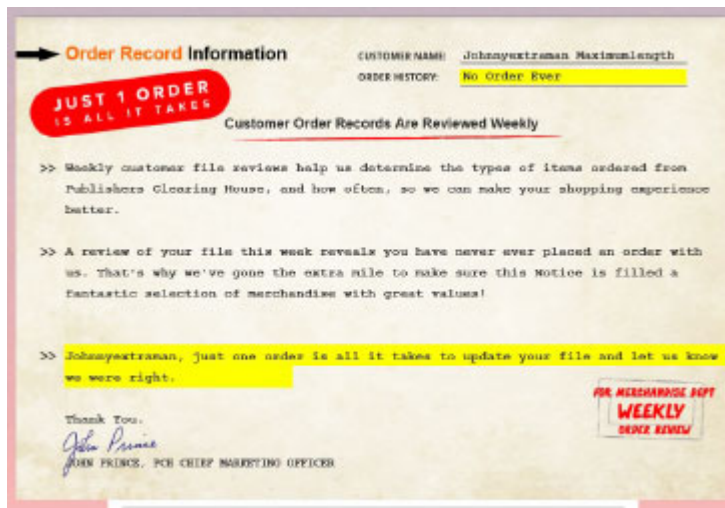 Order Record Information
CUSTOMER NAME: Johnnyextraman Maximumlength
ORDER HISTORY: No Order Ever
JUST 1 ORDER
IS ALL IT TAKES
Customer Order Records Are Reviewed Weekly
>> Weekly customer file reviews help us determine the types of items ordered from
Publishers Clearing House, and how often, so we can make your shopping experience
better.
>> A review of your file this week reveals you have never ever placed an order with
us. That's why we've gone the extra mile to make sure this Notice is filled a
fantastic selection of merchandise with great values!
>> Johnnyextraman, just one order is all it takes to update your file and let us know
we were right.
FOR MERCHANDISE DEPT
WEEKLY
ORDER REVIEW
Thank You.
John Prince
JOHN PRINCE, PCH CHIEF MARKETING OFFICER